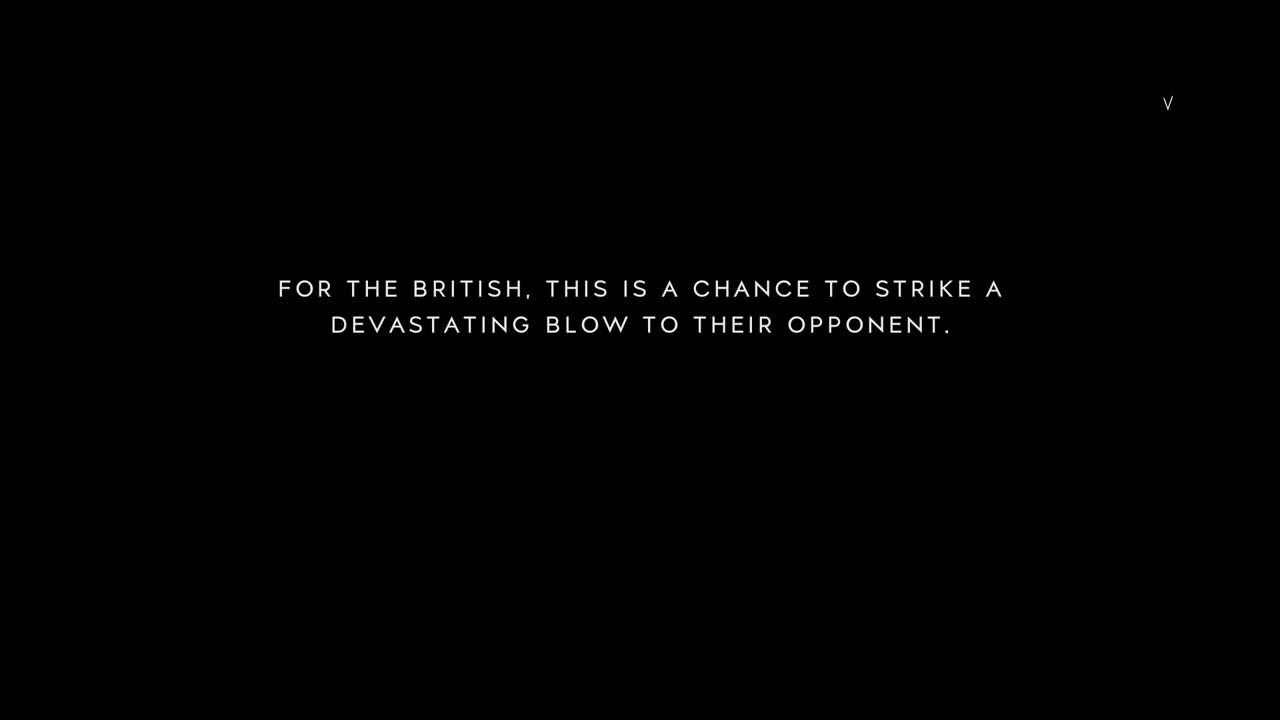 V
FOR THE BRITISH, THIS IS A CHANCE TO STRIKE A
DEVASTATING BLOW TO THEIR OPPONENT.